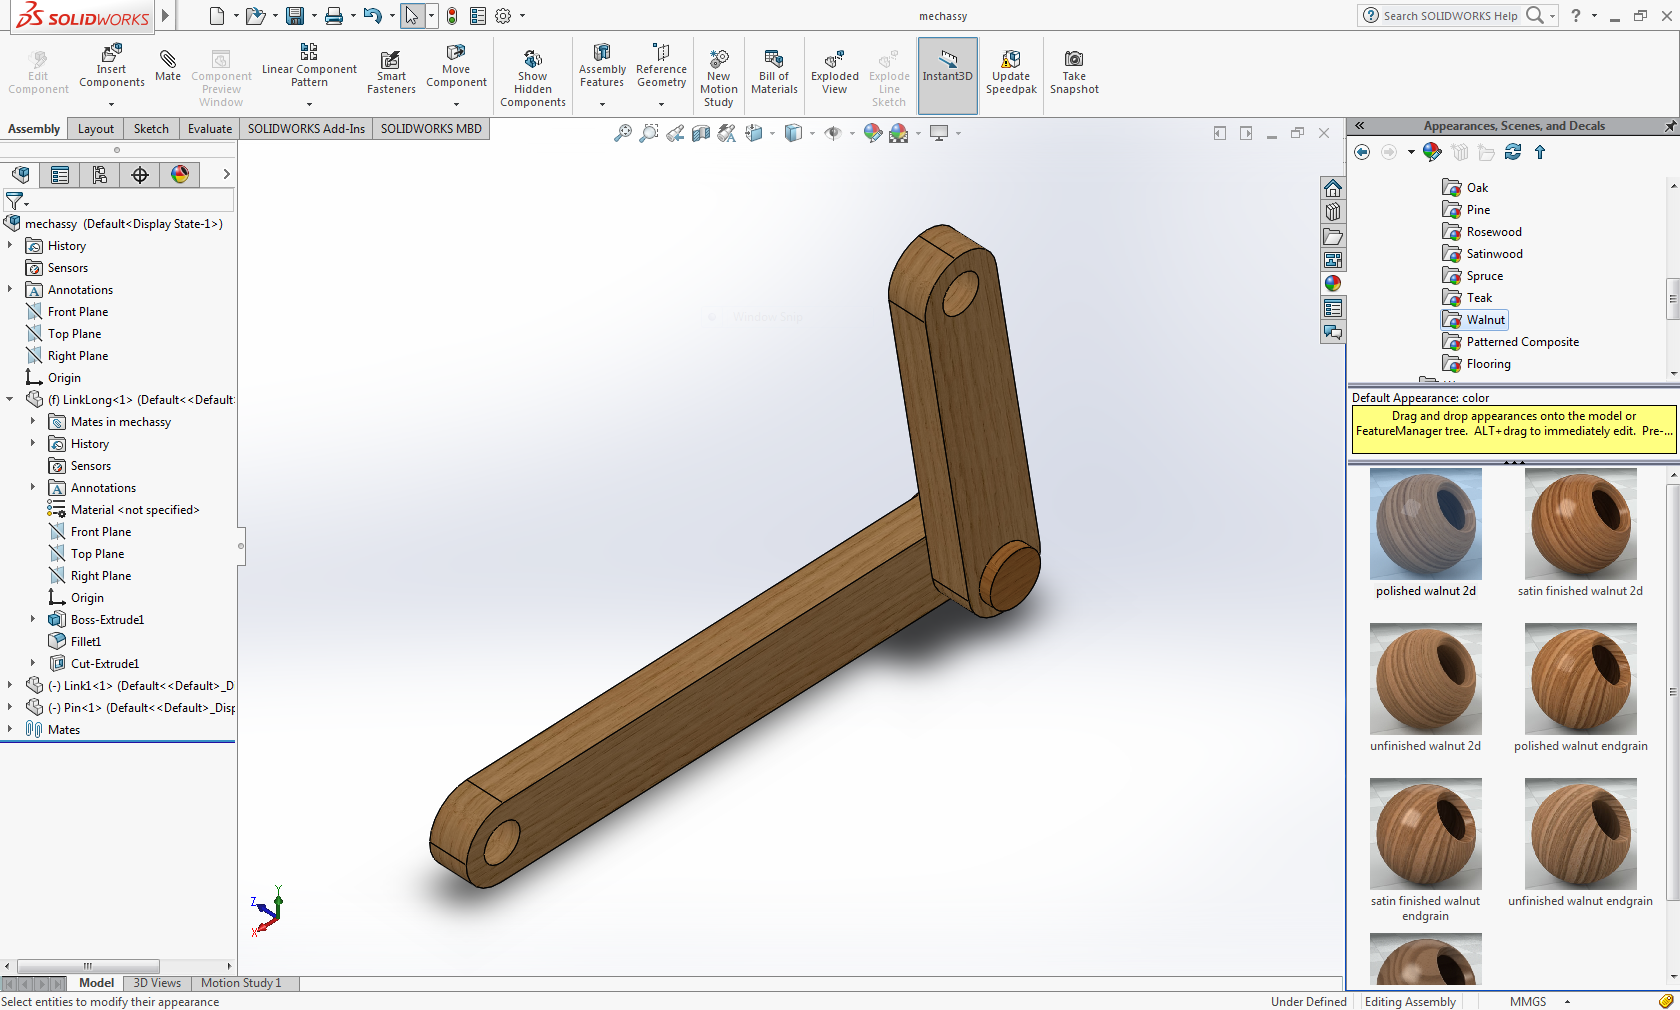 SOLIDWORKS
mechassy
Search SOLIDWORKS Help
Edit
Component
Insert
Components
Mate
Component
Preview
Window
Linear Component
Pattern
Smart
Fasteners
Move
Component
Show
Hidden
Components
Assembly
Features
Reference
Geometry
New
Motion
Study
Bill of
Materials
Exploded
View
Explode
Line
Sketch
Instant3D
Update
Speedpak
Take
Snapshot
Assembly
Layout
Sketch
Evaluate
SOLIDWORKS Add-Ins
SOLIDWORKS MBD
mechassy (Default<Display State-1>)
History
Sensors
Annotations
Front Plane
Top Plane
Right Plane
Origin
(f) LinkLong<1> (Default<<Default
Mates in mechassy
History
Sensors
Annotations
Material <not specified>
Front Plane
Top Plane
Right Plane
Origin
Boss-Extrude1
Fillet1
Cut-Extrude1
(-) Link1<1> (Default<<Default>_D
(-) Pin<1> (Default<<Default>_Disp
Mates
Window Snip
Y
Z
X
Appearances, Scenes, and Decals
Oak
Pine
Rosewood
Satinwood
Spruce
Teak
Walnut
Patterned Composite
Flooring
Default Appearance: color
Drag and drop appearances onto the model or
FeatureManager tree. ALT+drag to immediately edit. Pre-...
polished walnut 2d
satin finished walnut 2d
unfinished walnut 2d
polished walnut endgrain
satin finished walnut
endgrain
unfinished walnut endgrain
Model
3D Views
Motion Study 1
Select entities to modify their appearance
Under Defined
Editing Assembly
MMGS